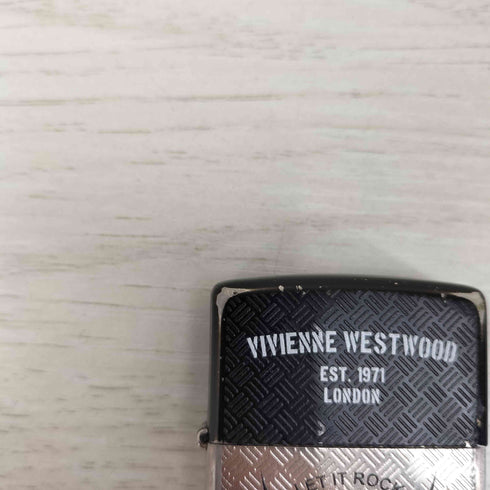 VIVIENNE WESTWOOD
EST. 1971
LONDON
LET IT ROCK